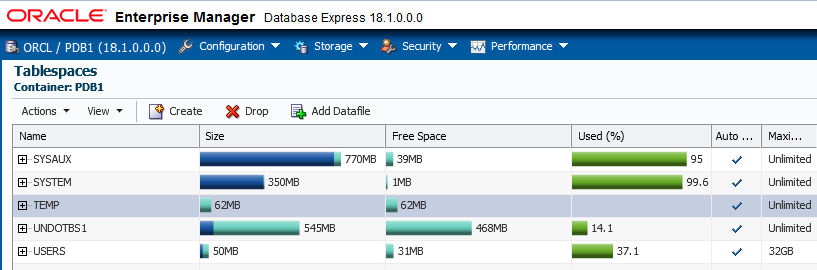 ORACLE Enterprise Manager Database Express 18.1.0.0.0
ORCL / PDB1 (18.1.0.0.0) Configuration Storage Security Performance
Tablespaces
Container: PDB1
Actions View Create Drop Add Datafile
Name Size Free Space Used (%) Auto ... Maxi...
SYSAUX 770MB 39MB 95 Unlimited
SYSTEM 350MB 1MB 99.6 Unlimited
TEMP 62MB 62MB Unlimited
UNDOTBS1 545MB 468MB 14.1 Unlimited
USERS 50MB 31MB 37.1 32GB